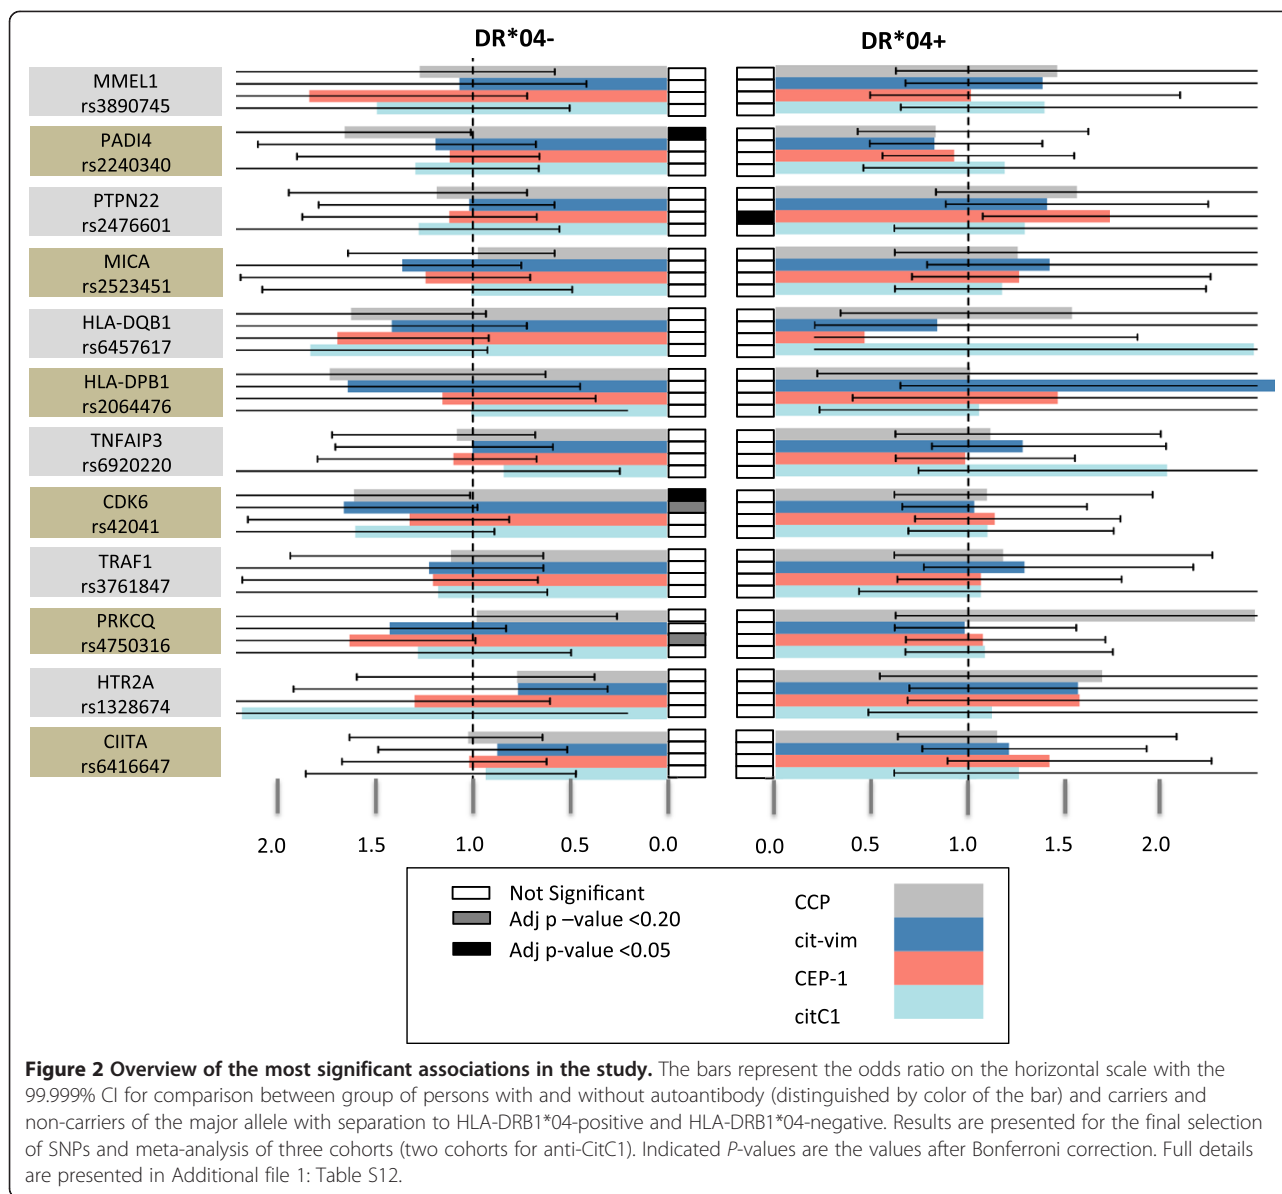 DR*04-
DR*04+
MMEL1
rs3890745
PADI4
rs2240340
PTPN22
rs2476601
MICA
rs2523451
HLA-DQB1
rs6457617
HLA-DPB1
rs2064476
TNFAIP3
rs6920220
CDK6
rs42041
TRAF1
rs3761847
PRKCQ
rs4750316
HTR2A
rs1328674
CIITA
rs6416647
2.0 1.5 1.0 0.5 0.0 0.0 0.5 1.0 1.5 2.0
Not Significant
Adj p –value <0.20
Adj p-value <0.05
CCP
cit-vim
CEP-1
citC1
Figure 2 Overview of the most significant associations in the study. The bars represent the odds ratio on the horizontal scale with the
99.999% CI for comparison between group of persons with and without autoantibody (distinguished by color of the bar) and carriers and
non-carriers of the major allele with separation to HLA-DRB1*04-positive and HLA-DRB1*04-negative. Results are presented for the final selection
of SNPs and meta-analysis of three cohorts (two cohorts for anti-CitC1). Indicated P-values are the values after Bonferroni correction. Full details
are presented in Additional file 1: Table S12.